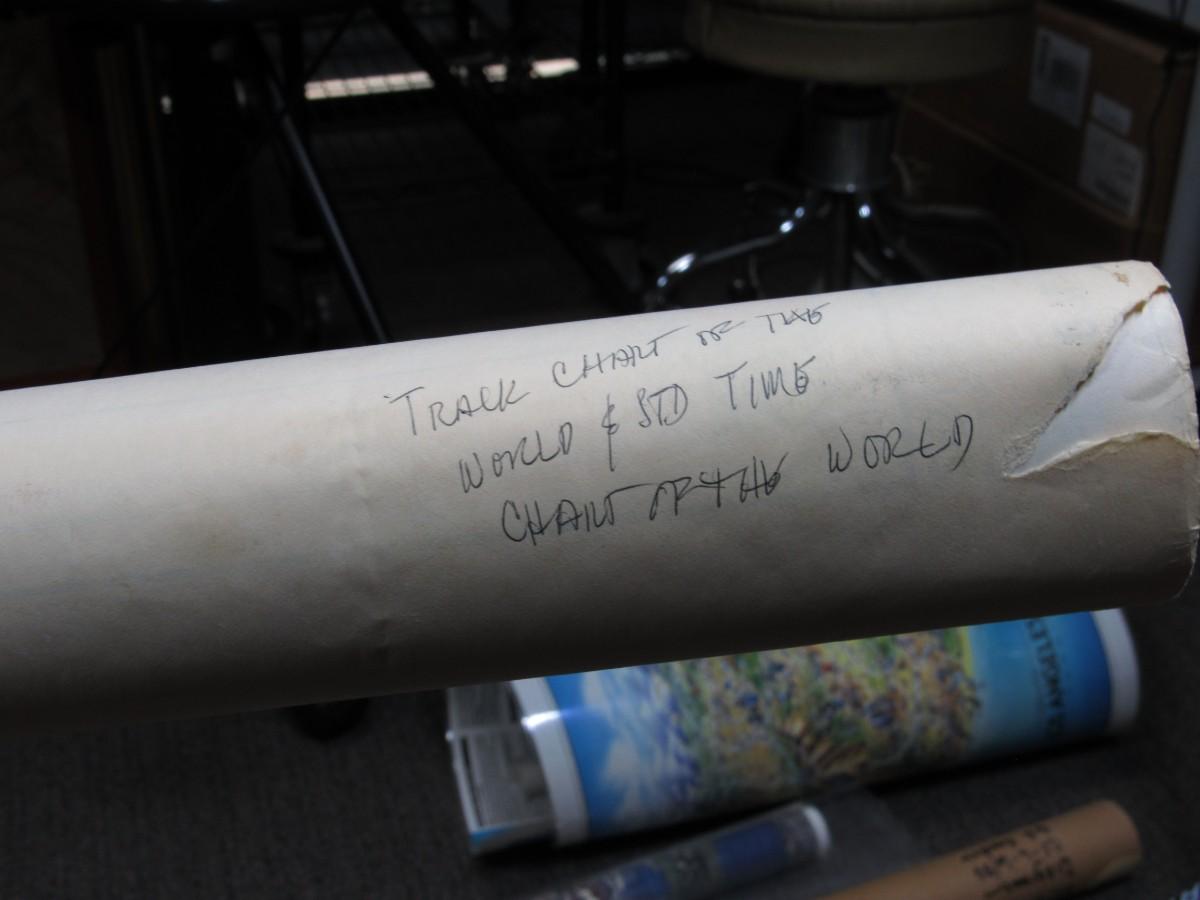 TRACK CHART OF THE
WORLD & STD TIME
CHART OF THE WORLD